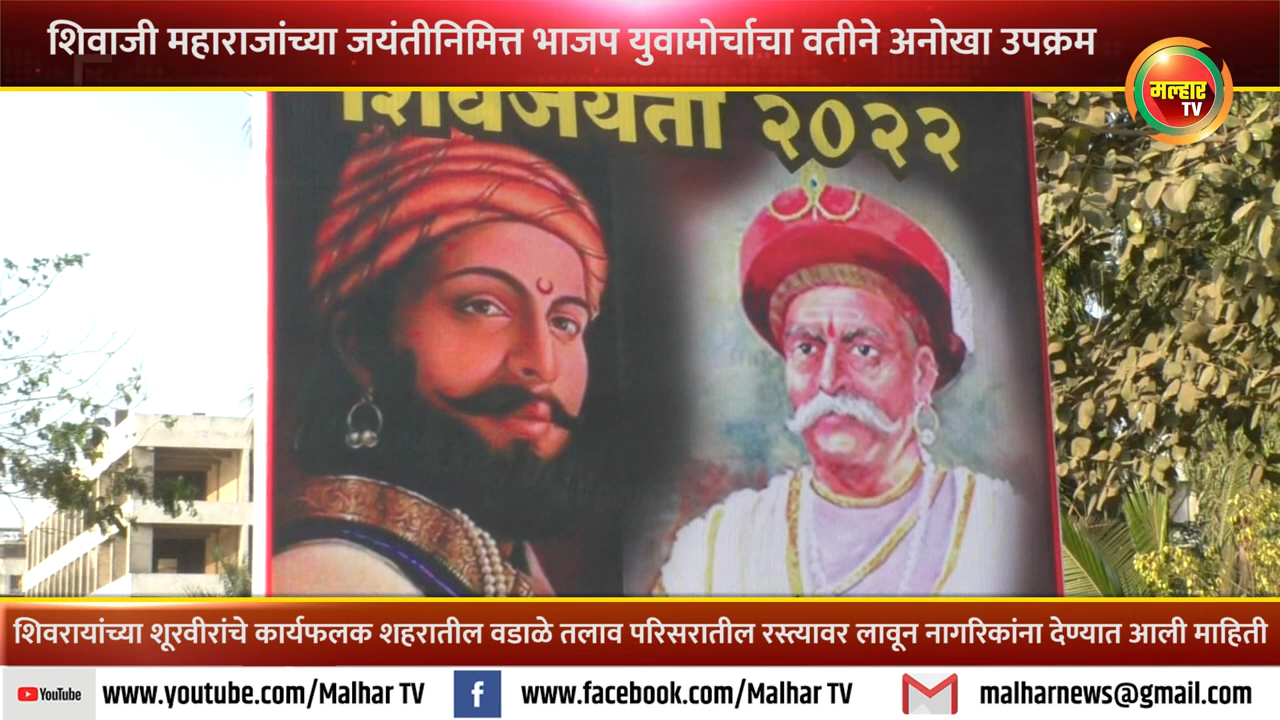 शिवाजी महाराजांच्या जयंतीनिमित्त भाजप युवामोर्चाचा वतीने अनोखा उपक्रम
मल्हार
TV
शिवजयंती २०२२
शिवरायांच्या शूरवीरांचे कार्यफलक शहरातील वडाळे तलाव परिसरातील रस्त्यावर लावून नागरिकांना देण्यात आली माहिती
YouTube www.youtube.com/Malhar TV www.facebook.com/Malhar TV malharnews@gmail.com